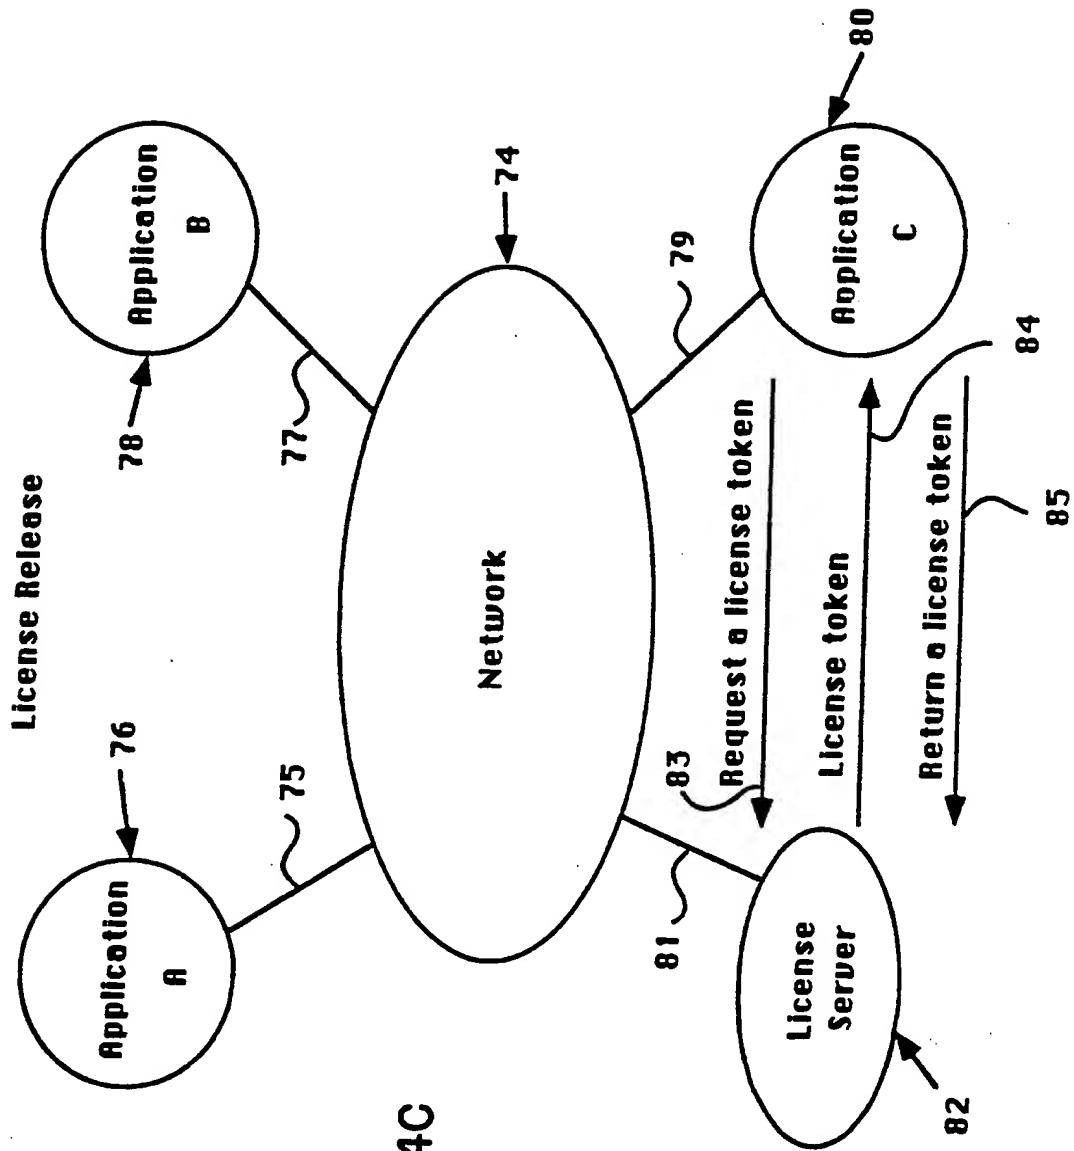 License Release
76
78
Application
A
Application
B
75
77
4C
Network
74
81
83
79
Request a license token
License
Server
License token
Application
C
80
Return a license token
82
84
85